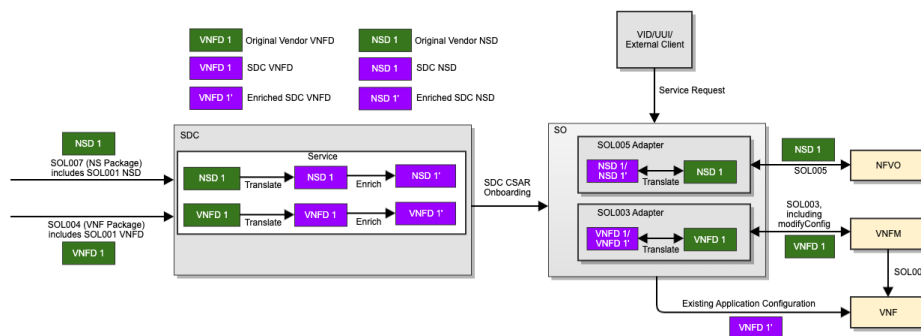 VNFD 1
Original Vendor VNFD
NSD 1
Original Vendor NSD
VNFD 1
SDC VNFD
NSD 1
SDC NSD
VNFD 1'
Enriched SDC VNFD
NSD 1'
Enriched SDC NSD
VID/UUI/
External Client
Service Request
NSD 1
SOL007 (NS Package)
includes SOL001 NSD
SOL004 (VNF Package)
includes SOL001 VNFD
VNFD 1
SDC
Service
NSD 1
Translate
NSD 1
Enrich
NSD 1'
VNFD 1
Translate
VNFD 1
Enrich
VNFD 1'
SDC CSAR
Onboarding
SO
SOL005 Adapter
NSD 1/
NSD 1'
Translate
NSD 1
SOL003 Adapter
VNFD 1/
VNFD 1'
Translate
VNFD 1
NSD 1
SOL005
NFVO
SOL003,
including
modifyConfig
VNFD 1
VNFM
SOL00
Existing Application Configuration
VNFD 1'
VNF